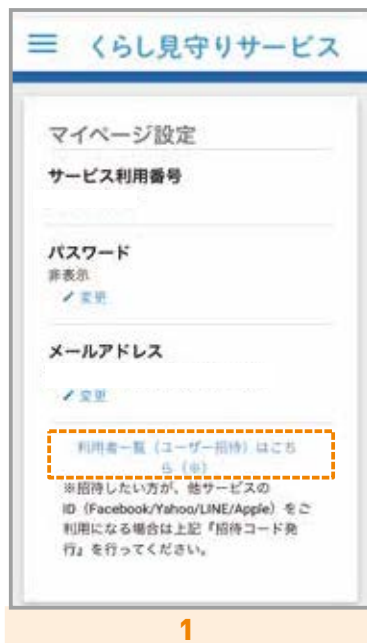 くらし見守りサービス
マイページ設定
サービス利用番号
パスワード
非表示
変更
メールアドレス
変更
利用者一覧（ユーザー招待）はこち
ら（※）
※招待したい方が、他サービスの
ID（Facebook/Yahoo/LINE/Apple）をご
利用になる場合は上記『招待コード発
行』を行ってください。
1